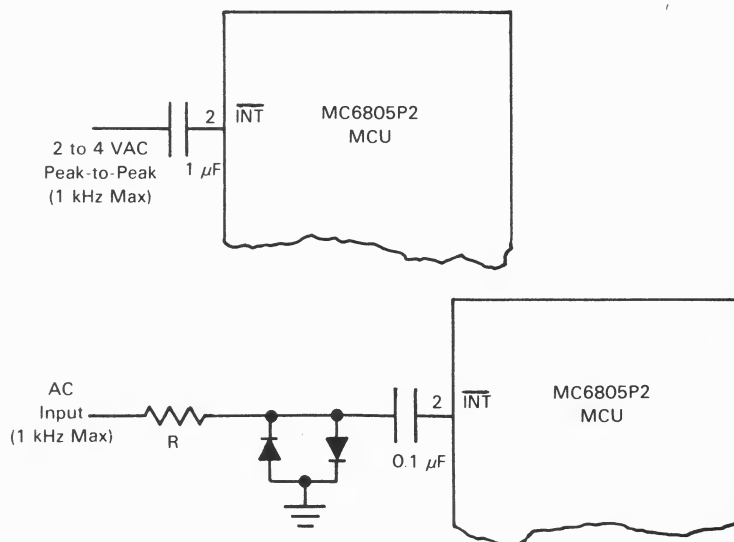 2
INT
MC6805P2
MCU
2 to 4 VAC
Peak-to-Peak
(1 kHz Max)
1 μF
AC
Input
(1 kHz Max)
R
0.1 μF
2
INT
MC6805P2
MCU